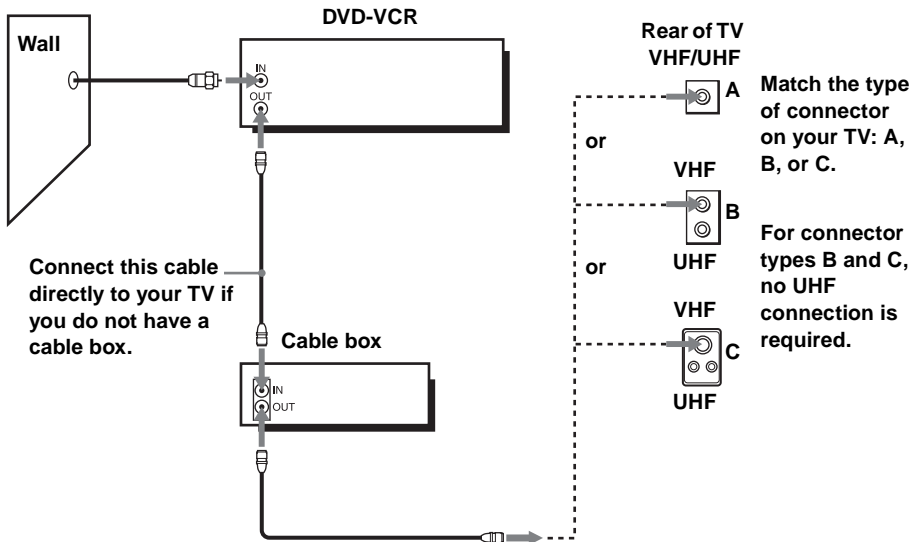 DVD-VCR
Wall
IN
OUT
Rear of TV
VHF/UHF
A
Match the type
of connector
on your TV: A,
B, or C.
or
VHF
B
UHF
For connector
types B and C,
no UHF
connection is
required.
or
VHF
C
UHF
Connect this cable
directly to your TV if
you do not have a
cable box.
Cable box
IN
OUT